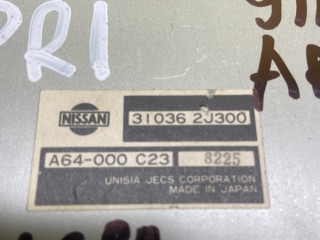 PRI
NISSAN
31036 2J300
A64-000 C23 8225
UNISIA JECS CORPORATION
MADE IN JAPAN